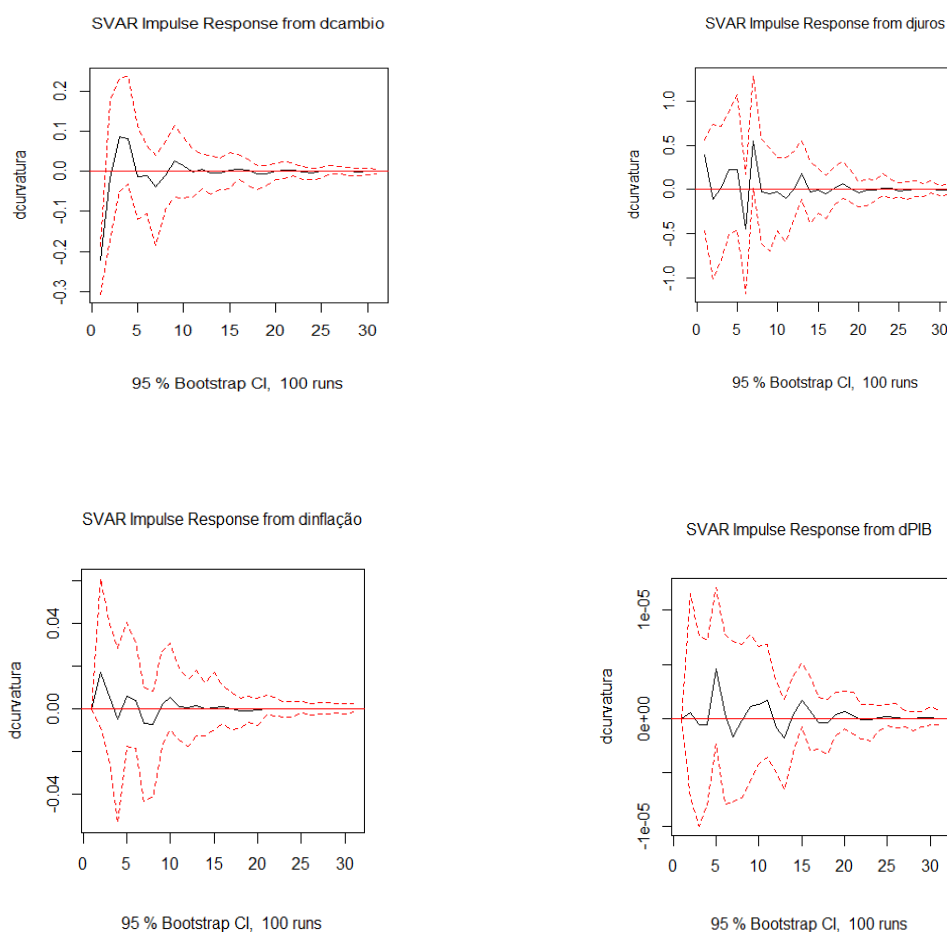 SVAR Impulse Response from dcambio
dcurvatura
0.2
0.1
0.0
-0.1
-0.2
-0.3
0 5 10 15 20 25 30
95 % Bootstrap CI, 100 runs
SVAR Impulse Response from djuros
dcurvatura
1.0
0.5
0.0
-0.5
-1.0
0 5 10 15 20 25 30
95 % Bootstrap CI, 100 runs
SVAR Impulse Response from dinflação
dcurvatura
0.04
0.00
-0.04
0 5 10 15 20 25 30
95 % Bootstrap CI, 100 runs
SVAR Impulse Response from dPIB
dcurvatura
1e-05
0e+00
-1e-05
0 5 10 15 20 25 30
95 % Bootstrap CI, 100 runs